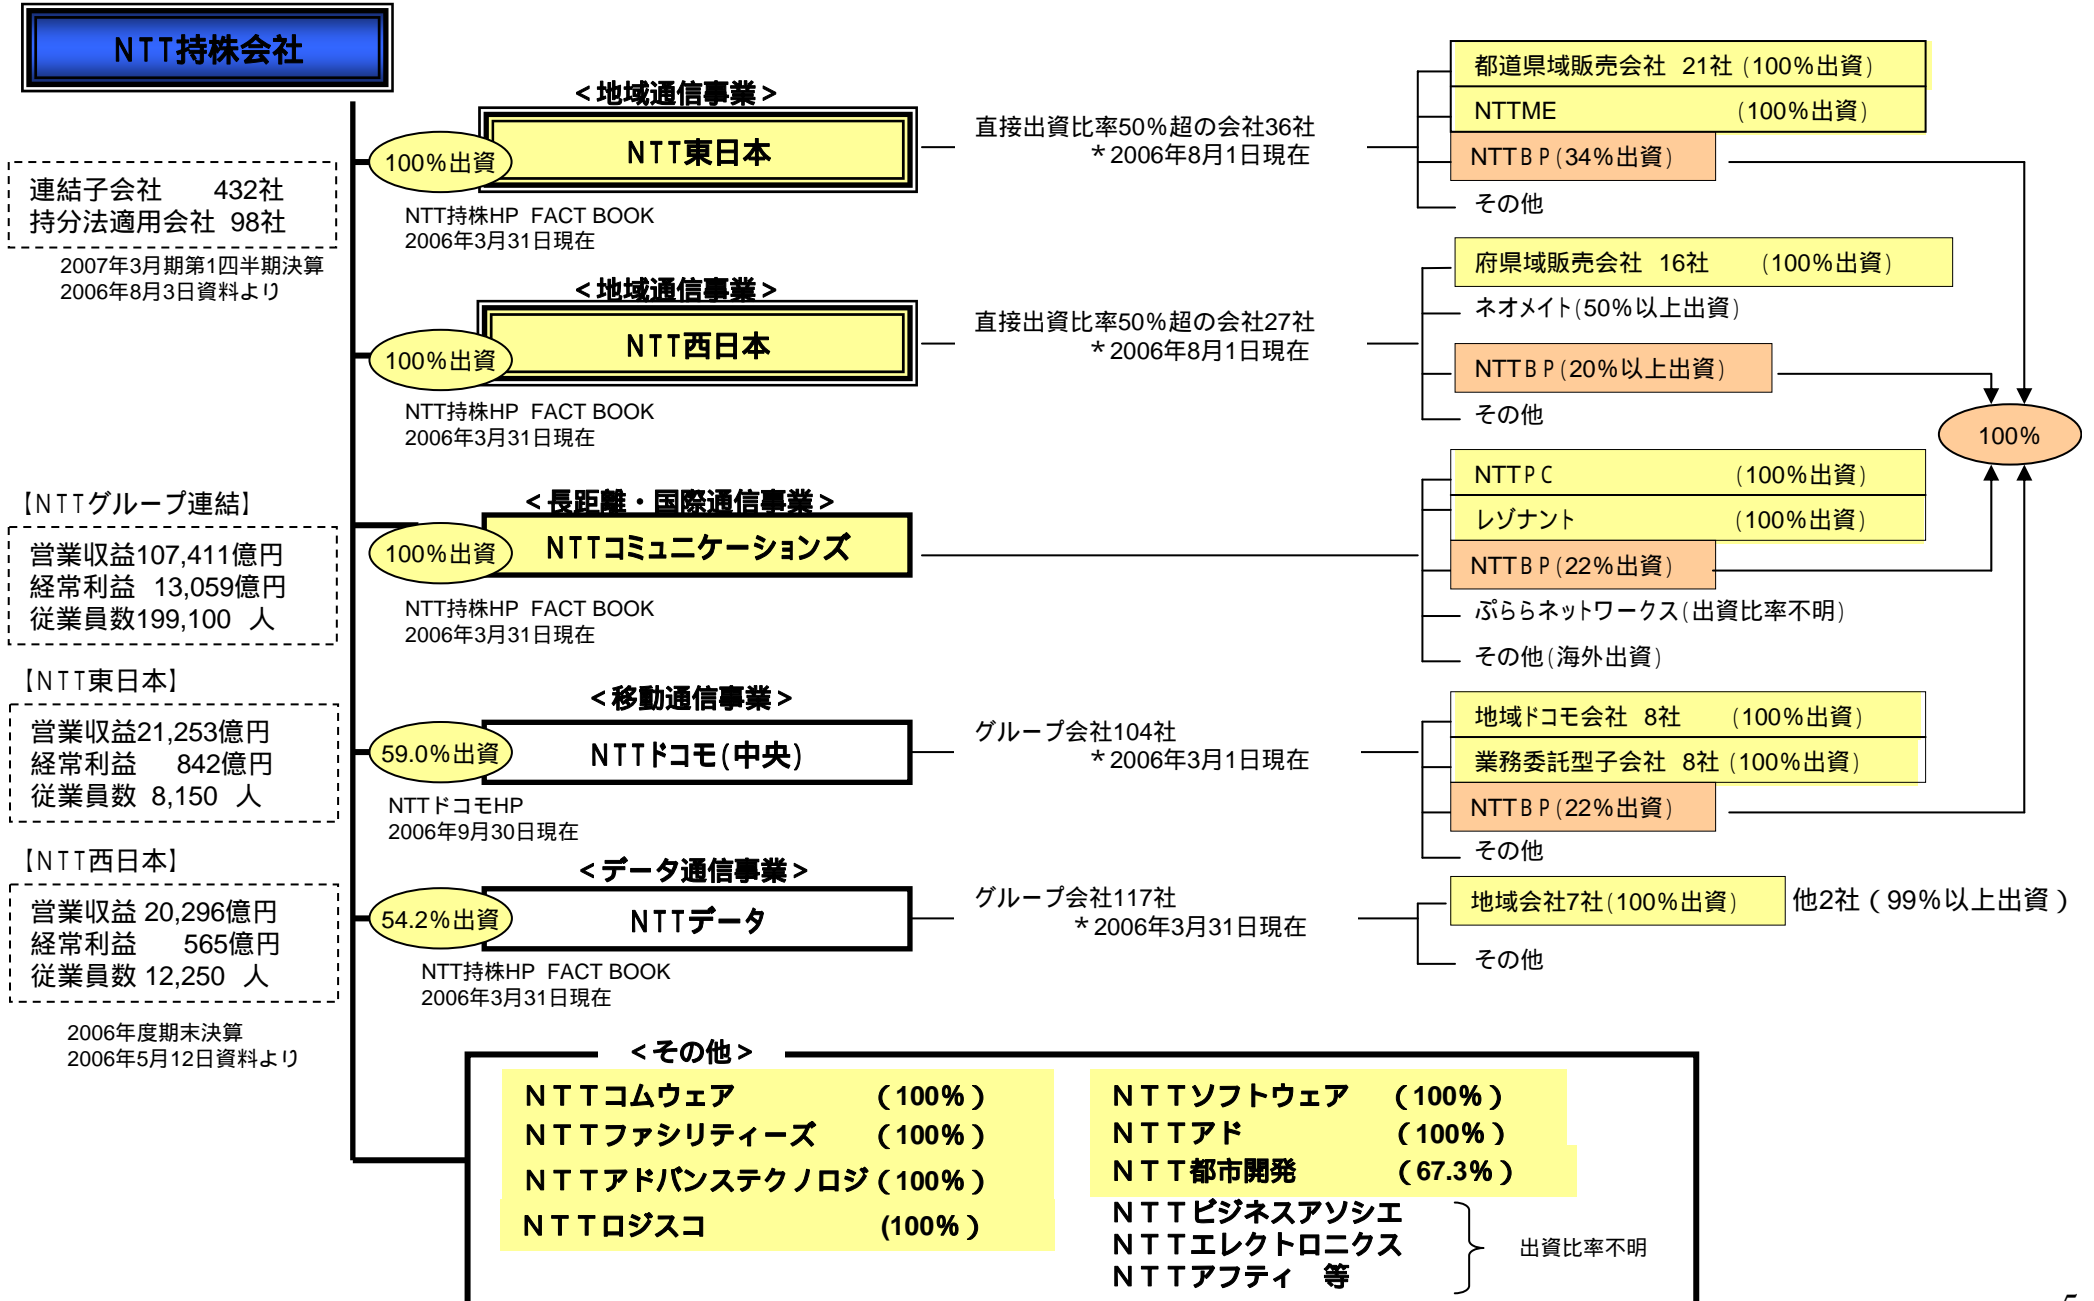 NTT持株会社
連結子会社 432社
持分法適用会社 98社
2007年3月期第1四半期決算
2006年8月3日資料より
【NTTグループ連結】
営業収益107,411億円
経常利益 13,059億円
従業員数199,100 人
【NTT東日本】
営業収益21,253億円
経常利益 842億円
従業員数 8,150 人
【NTT西日本】
営業収益 20,296億円
経常利益 565億円
従業員数 12,250 人
2006年度期末決算
2006年5月12日資料より
<地域通信事業>
100%出資
NTT東日本
NTT持株HP FACT BOOK
2006年3月31日現在
直接出資比率50%超の会社36社
*2006年8月1日現在
都道県域販売会社 21社(100%出資)
NTTME (100%出資)
NTTBP(34%出資)
その他
<地域通信事業>
100%出資
NTT西日本
NTT持株HP FACT BOOK
2006年3月31日現在
直接出資比率50%超の会社27社
*2006年8月1日現在
府県域販売会社 16社 (100%出資)
ネオメイト(50%以上出資)
NTTBP(20%以上出資)
その他
100%
<長距離・国際通信事業>
100%出資
NTTコミュニケーションズ
NTT持株HP FACT BOOK
2006年3月31日現在
NTTPC (100%出資)
レゾナント (100%出資)
NTTBP(22%出資)
ぷららネットワークス(出資比率不明)
その他(海外出資)
<移動通信事業>
59.0%出資
NTTドコモ(中央)
NTTドコモHP
2006年9月30日現在
グループ会社104社
*2006年3月1日現在
地域ドコモ会社 8社 (100%出資)
業務委託型子会社 8社(100%出資)
NTTBP(22%出資)
その他
<データ通信事業>
54.2%出資
NTTデータ
NTT持株HP FACT BOOK
2006年3月31日現在
グループ会社117社
*2006年3月31日現在
地域会社7社(100%出資) 他2社(99%以上出資)
その他
<その他>
NTTコムウェア (100%)
NTTファシリティーズ (100%)
NTTアドバンステクノロジ(100%)
NTTロジスコ (100%)
NTTソフトウェア (100%)
NTTアド (100%)
NTT都市開発 (67.3%)
NTTビジネスアソシエ
NTTエレクトロニクス
NTTアフティ 等
出資比率不明